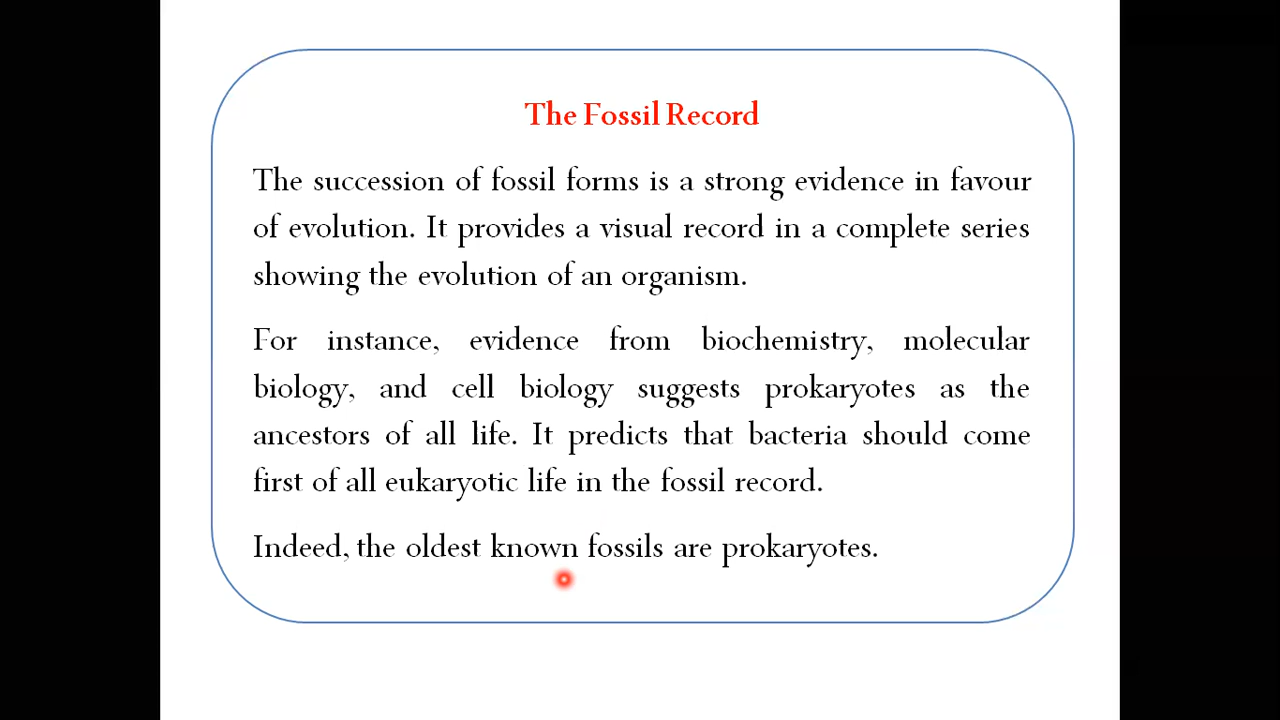 The Fossil Record
The succession of fossil forms is a strong evidence in favour
of evolution. It provides a visual record in a complete series
showing the evolution of an organism.
For instance, evidence from biochemistry, molecular
biology, and cell biology suggests prokaryotes as the
ancestors of all life. It predicts that bacteria should come
first of all eukaryotic life in the fossil record.
Indeed, the oldest known fossils are prokaryotes.